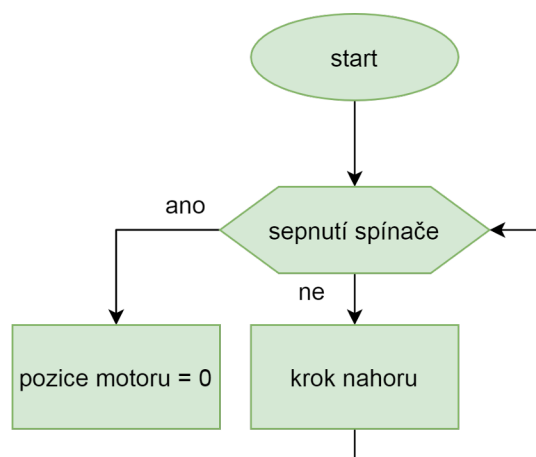 start
ano
sepnutí spínače
ne
pozice motoru = 0
krok nahoru